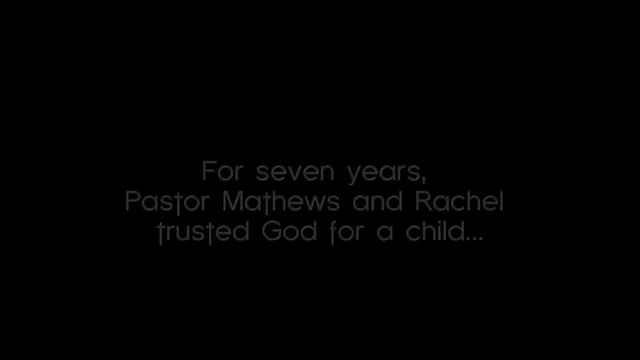 For seven years,
Pastor Mathews and Rachel
trusted God for a child...